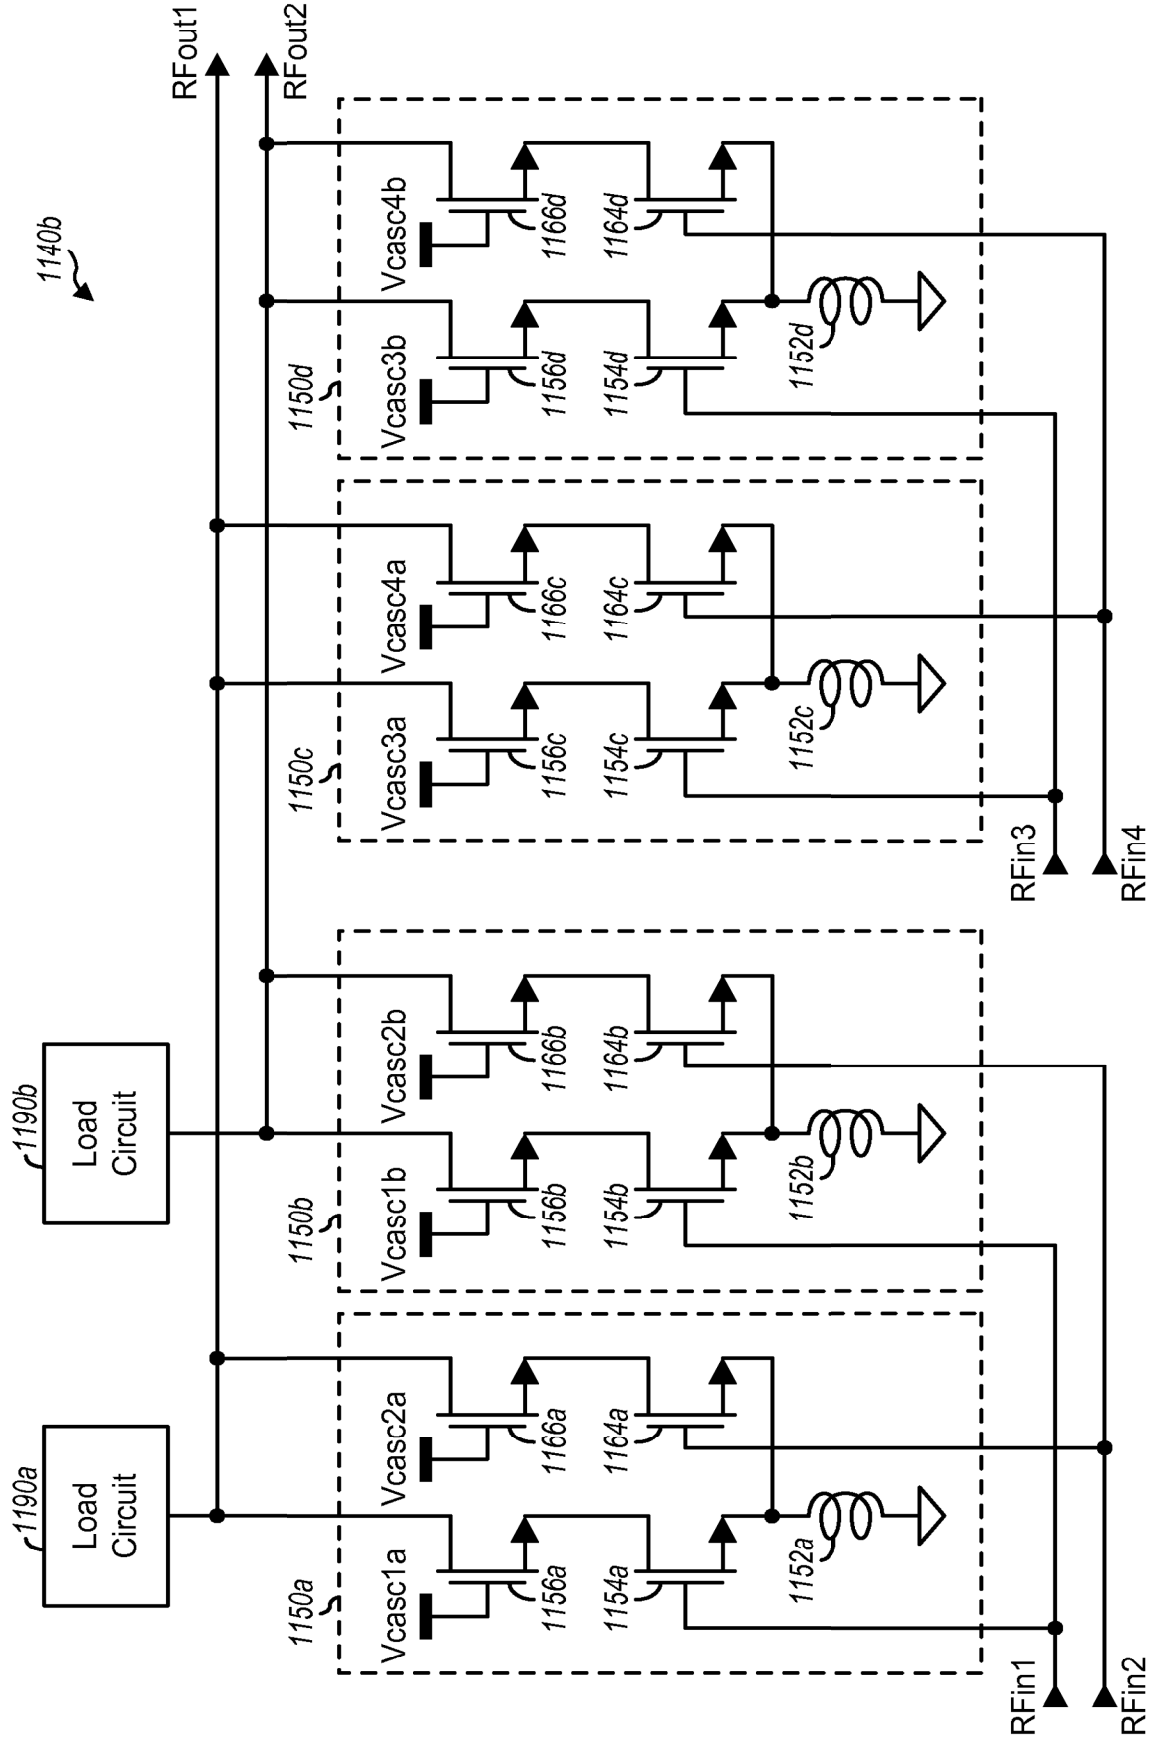 1140b
1190a
Load
Circuit
1190b
Load
Circuit
RFout1
RFout2
1150a
Vcasc1a
Vcasc2a
1156a
1166a
1154a
1164a
1152a
1150b
Vcasc1b
Vcasc2b
1156b
1166b
1154b
1164b
1152b
1150c
Vcasc3a
Vcasc4a
1156c
1166c
1154c
1164c
1152c
1150d
Vcasc3b
Vcasc4b
1156d
1166d
1154d
1164d
1152d
RFin1
RFin2
RFin3
RFin4